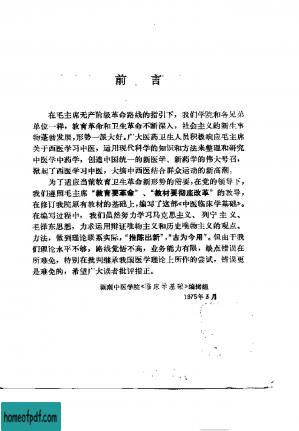 前言
在毛主席无产阶级革命路线的指引下，我们学院和各兄弟
单位一样，教育革命和卫生革命不断深入，社会主义的新生事
物蓬勃发展，形势一派大好。广大医药卫生人员积极响应毛主席
关于西医学习中医，运用现代科学的知识和方法来整理和研究
中医学中药学，创造中国统一的新医学、新药学的伟大号召，
掀起了西医学习中医，大搞中西医结合群众运动的新高潮。
为了适应当前教育卫生革命新形势的需要，在党的领导下，
我们遵照毛主席“教育要革命”、“教材要彻底改革”的教导，
在修订我院原有教材的基础上，编写了这部《中医临床学基础》。
在编写过程中，我们虽然努力学习马克思主义、列宁主义、
毛泽东思想，力求运用辩证唯物主义和历史唯物主义的观点、
方法，做到理论联系实际，“推陈出新”，“古为今用”。但由于我
们理论水平不够，路线觉悟不高，业务能力有限，缺点错误在
所难免，特别在批判继承我国医学理论上所作的尝试，错误更
是难免的，希望广大读者批评指正。
湖南中医学院《临床学基础》编辑组
1975年3月
homeofpdf.com